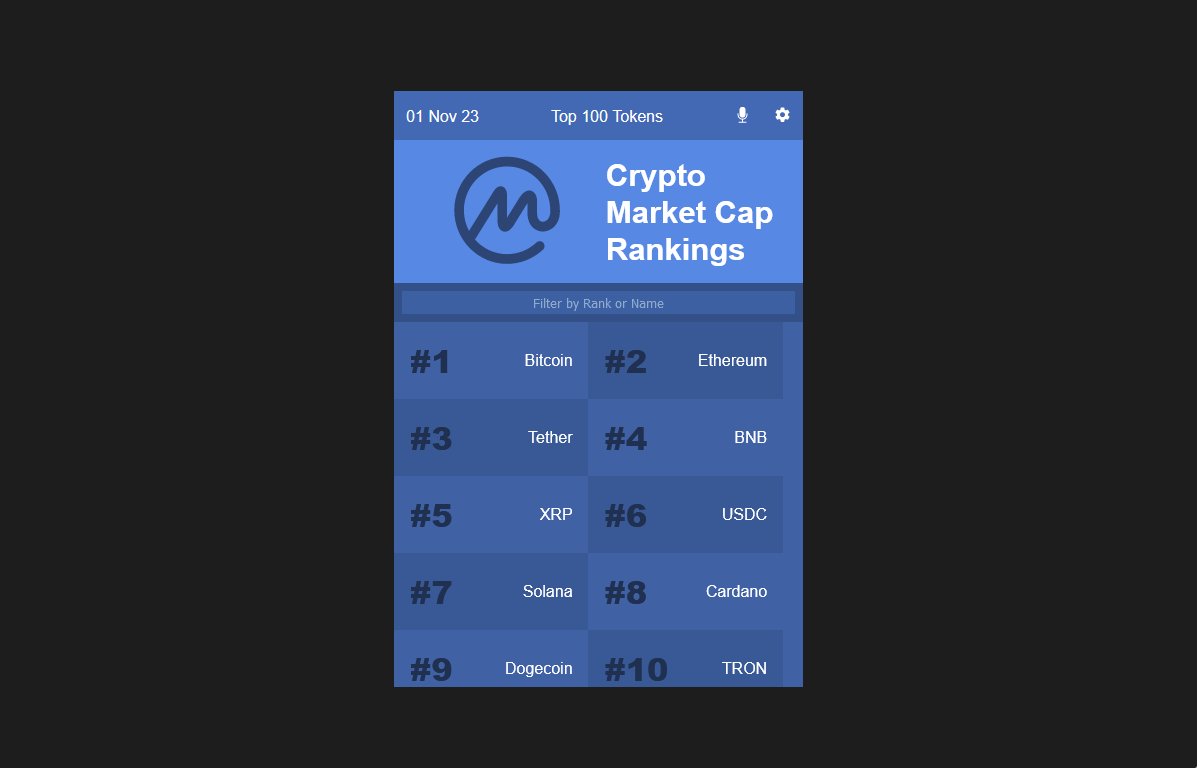 01 Nov 23 Top 100 Tokens
Crypto
Market Cap
Rankings
Filter by Rank or Name
#1 Bitcoin #2 Ethereum
#3 Tether #4 BNB
#5 XRP #6 USDC
#7 Solana #8 Cardano
#9 Dogecoin #10 TRON